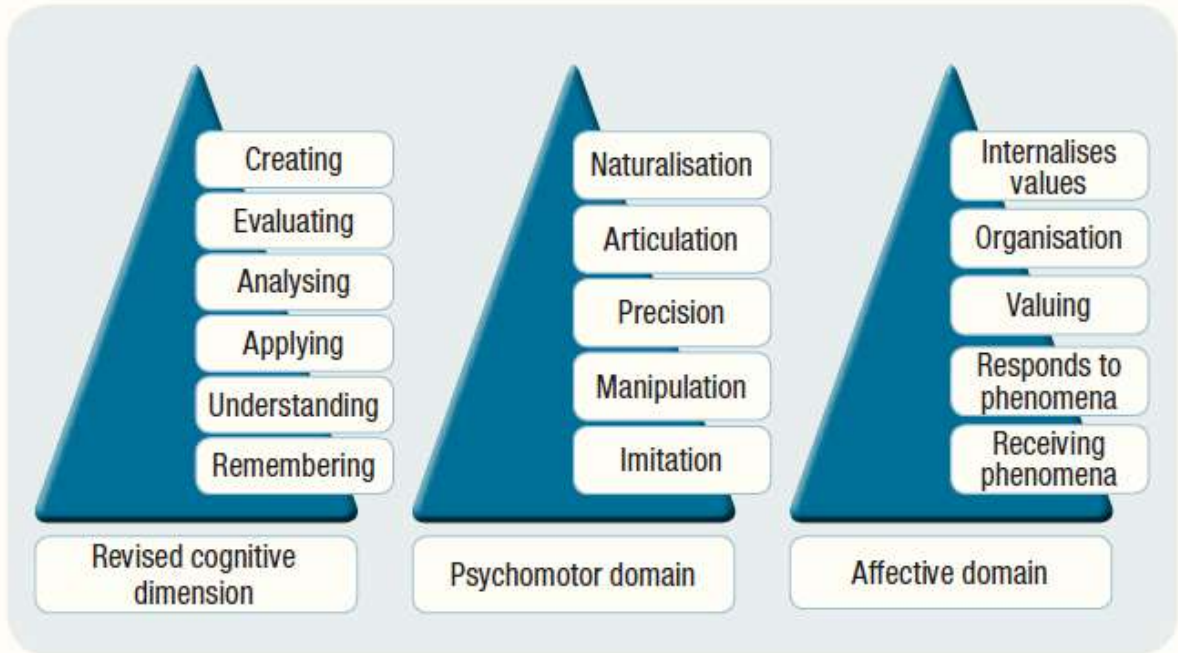 Creating
Evaluating
Analysing
Applying
Understanding
Remembering
Revised cognitive
dimension
Naturalisation
Articulation
Precision
Manipulation
Imitation
Psychomotor domain
Internalises
values
Organisation
Valuing
Responds to
phenomena
Receiving
phenomena
Affective domain